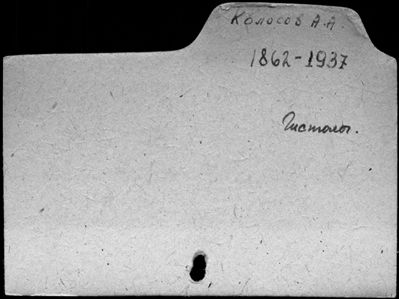 Колосов А.А.
1862-1937
Гистолог.